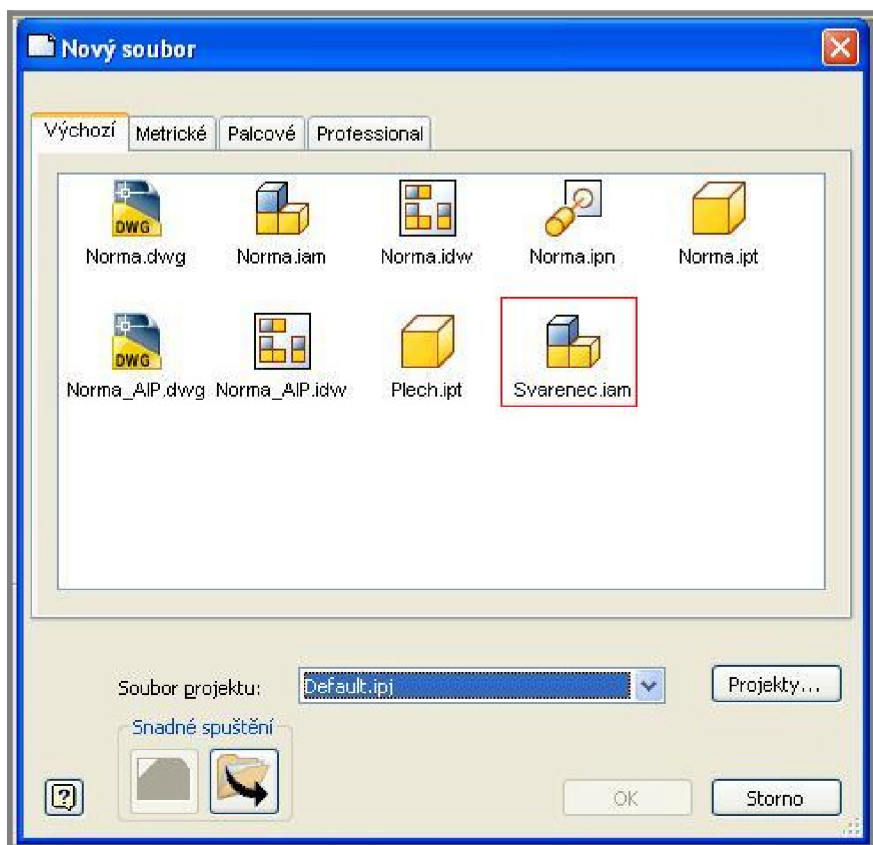 Nový soubor
Výchozí Metrické Palcové Professional
DWG
Norma.dwg Norma.iam Norma.idw Norma.ipn Norma.ipt
DWG
Norma_AIP.dwg Norma_AIP.idw Plech.ipt Svarenec.iam
Soubor projektu: Default.ipj Projekty...
Snadné spuštění
? OK Storno